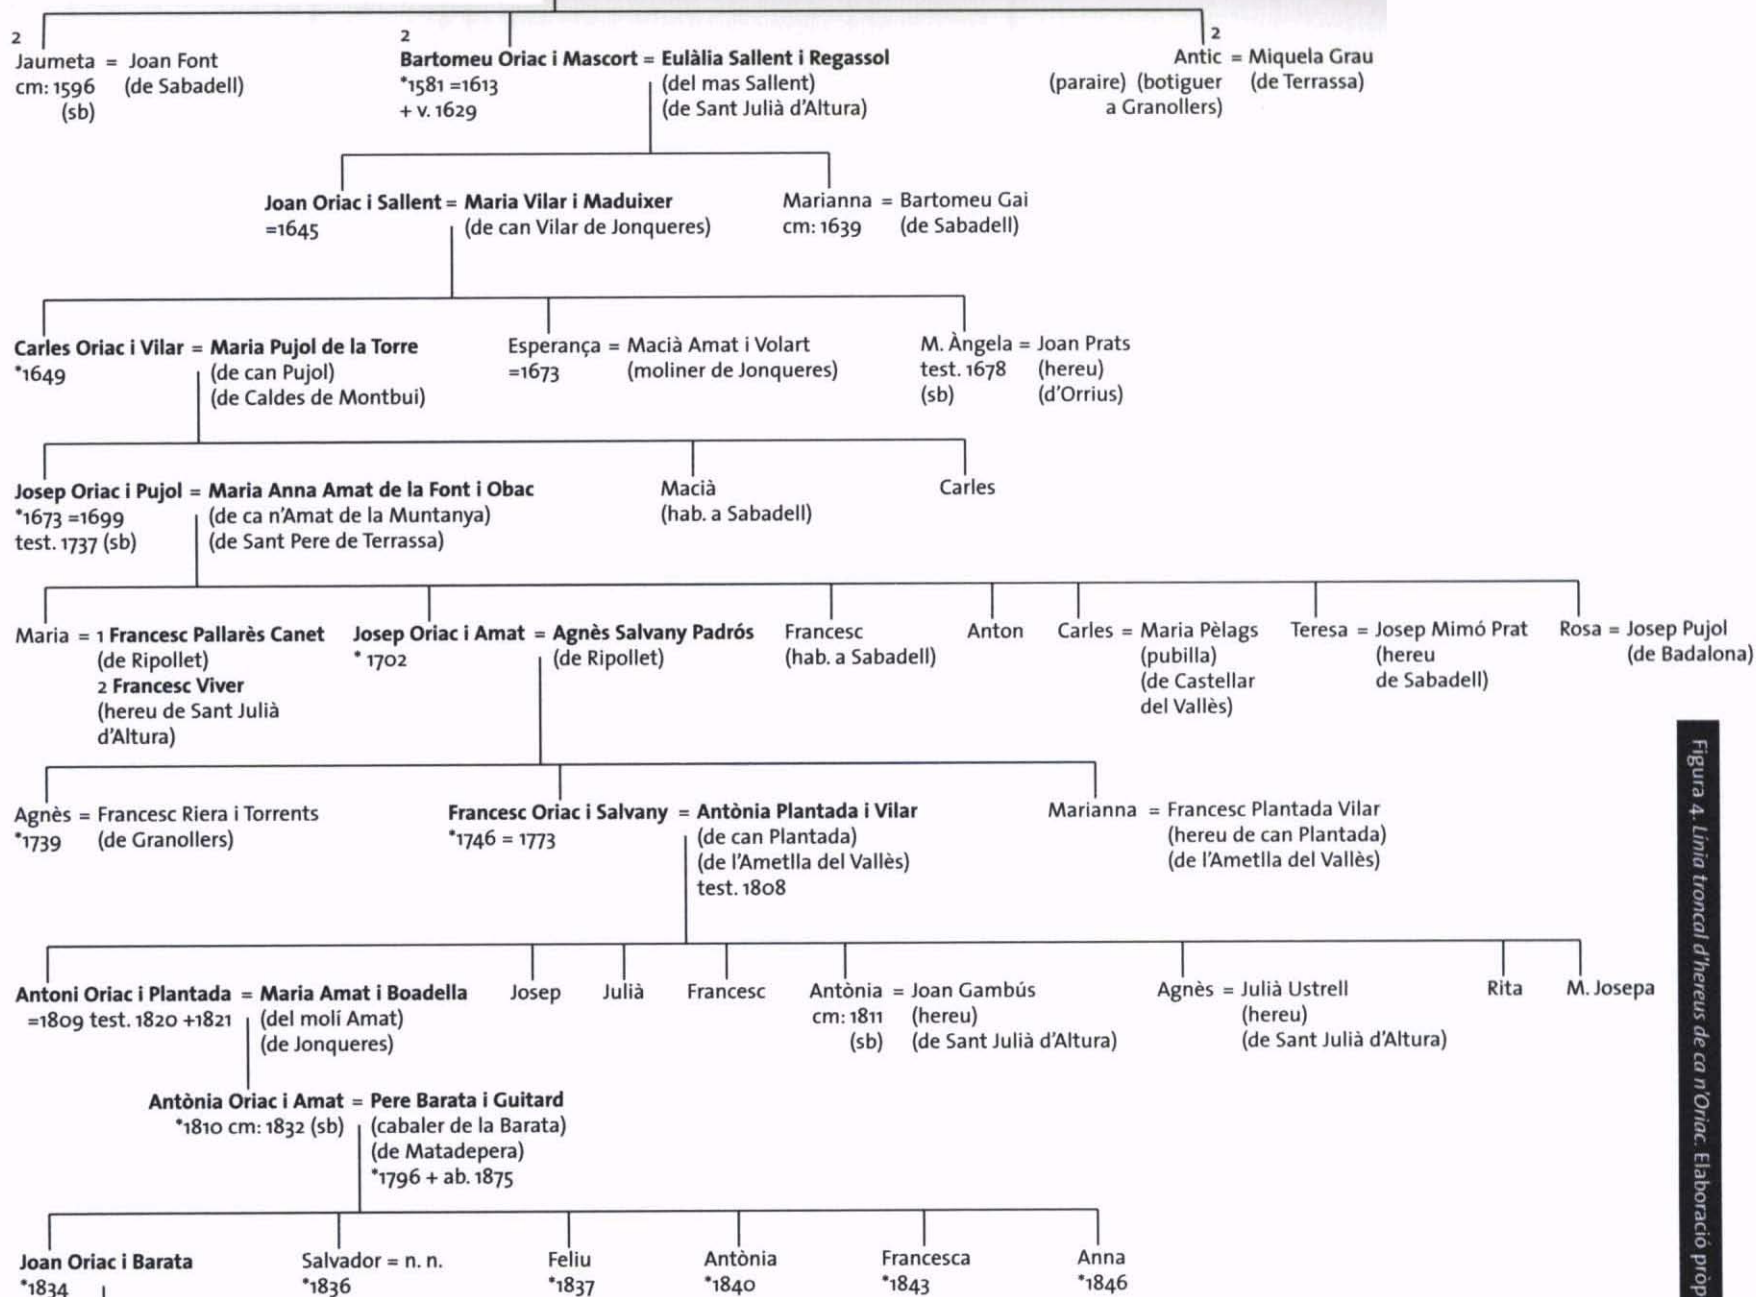 2
Jaumeta = Joan Font
cm: 1596 (de Sabadell)
(sb)
2
Bartomeu Oriac i Mascort = Eulàlia Sallent i Regassol
*1581 =1613 (del mas Sallent)
+ v. 1629 (de Sant Julià d'Altura)
2
Antic = Miquela Grau
(paraire) (botiguer (de Terrassa)
a Granollers)
Joan Oriac i Sallent = Maria Vilar i Maduixer
=1645 (de can Vilar de Jonqueres)
Marianna = Bartomeu Gai
cm: 1639 (de Sabadell)
Carles Oriac i Vilar = Maria Pujol de la Torre
*1649 (de can Pujol)
(de Caldes de Montbui)
Esperança = Macià Amat i Volart
=1673 (moliner de Jonqueres)
M. Àngela = Joan Prats
test. 1678 (hereu)
(sb) (d'Orrius)
Josep Oriac i Pujol = Maria Anna Amat de la Font i Obac
*1673 =1699 (de ca n'Amat de la Muntanya)
test. 1737 (sb) (de Sant Pere de Terrassa)
Macià
(hab. a Sabadell)
Carles
Maria = 1 Francesc Pallarès Canet
(de Ripollet)
2 Francesc Viver
(hereu de Sant Julià
d'Altura)
Josep Oriac i Amat = Agnès Salvany Padrós
* 1702 (de Ripollet)
Francesc
(hab. a Sabadell)
Anton
Carles = Maria Pèlags
(pubilla)
(de Castellar
del Vallès)
Teresa = Josep Mimó Prat
(hereu
de Sabadell)
Rosa = Josep Pujol
(de Badalona)
Agnès = Francesc Riera i Torrents
*1739 (de Granollers)
Francesc Oriac i Salvany = Antònia Plantada i Vilar
*1746 = 1773 (de can Plantada)
(de l'Ametlla del Vallès)
test. 1808
Marianna = Francesc Plantada Vilar
(hereu de can Plantada)
(de l'Ametlla del Vallès)
Antoni Oriac i Plantada = Maria Amat i Boadella
=1809 test. 1820 +1821 (del molí Amat)
(de Jonqueres)
Josep
Julià
Francesc
Antònia = Joan Gambús
cm: 1811 (hereu)
(sb) (de Sant Julià d'Altura)
Agnès = Julià Ustrell
(hereu)
(de Sant Julià d'Altura)
Rita
M. Josepa
Antònia Oriac i Amat = Pere Barata i Guitard
*1810 cm: 1832 (sb) (cabaler de la Barata)
(de Matadepera)
*1796 + ab. 1875
Joan Oriac i Barata
*1834
Salvador = n. n.
*1836
Feliu
*1837
Antònia
*1840
Francesca
*1843
Anna
*1846
Figura 4. Línia troncal d'hereus de ca n'Oriac. Elaboració pròp